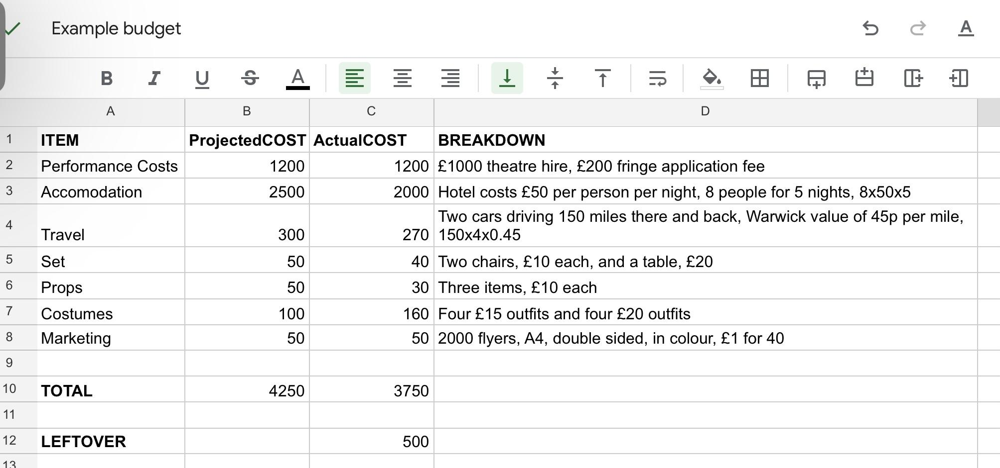 Example budget
B I U S A
A B C D
1 ITEM ProjectedCOST ActualCOST BREAKDOWN
2 Performance Costs 1200 1200 £1000 theatre hire, £200 fringe application fee
3 Accomodation 2500 2000 Hotel costs £50 per person per night, 8 people for 5 nights, 8x50x5
4 Travel 300 270 Two cars driving 150 miles there and back, Warwick value of 45p per mile,
150x4x0.45
5 Set 50 40 Two chairs, £10 each, and a table, £20
6 Props 50 30 Three items, £10 each
7 Costumes 100 160 Four £15 outfits and four £20 outfits
8 Marketing 50 50 2000 flyers, A4, double sided, in colour, £1 for 40
9
10 TOTAL 4250 3750
11
12 LEFTOVER 500
13